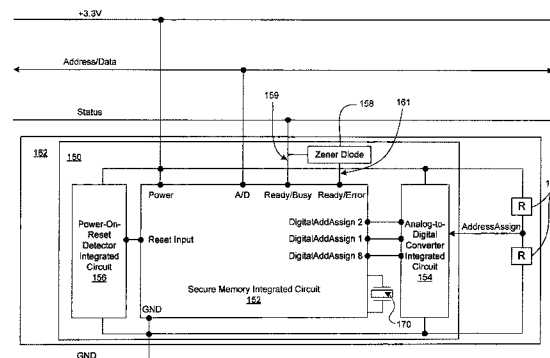 +3.3V
Address/Data
Status
159
158
161
162
150
Zener Diode
Power
A/D
Ready/Busy
Ready/Error
R
Power-On-
Reset
Detector
Integrated
Circuit
156
Reset Input
DigitalAddAssign 2
DigitalAddAssign 1
DigitalAddAssign 8
Analog-to-
Digital
Converter
Integrated
Circuit
154
AddressAssign
R
Secure Memory Integrated Circuit
152
170
GND
GND